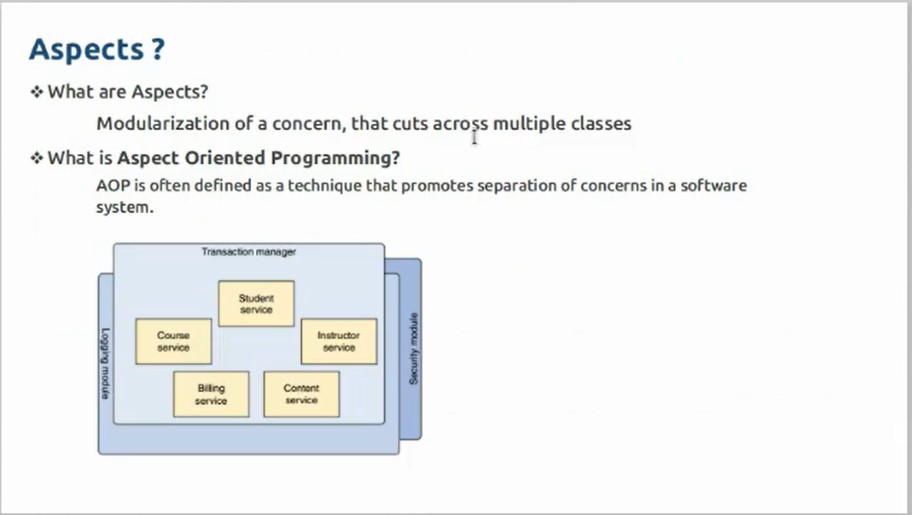 Aspects ?
❖ What are Aspects?
Modularization of a concern, that cuts across multiple classes
❖ What is Aspect Oriented Programming?
AOP is often defined as a technique that promotes separation of concerns in a software
system.
Transaction manager
Student
service
Course
service
Instructor
service
Billing
service
Content
service
Logging module
Security module